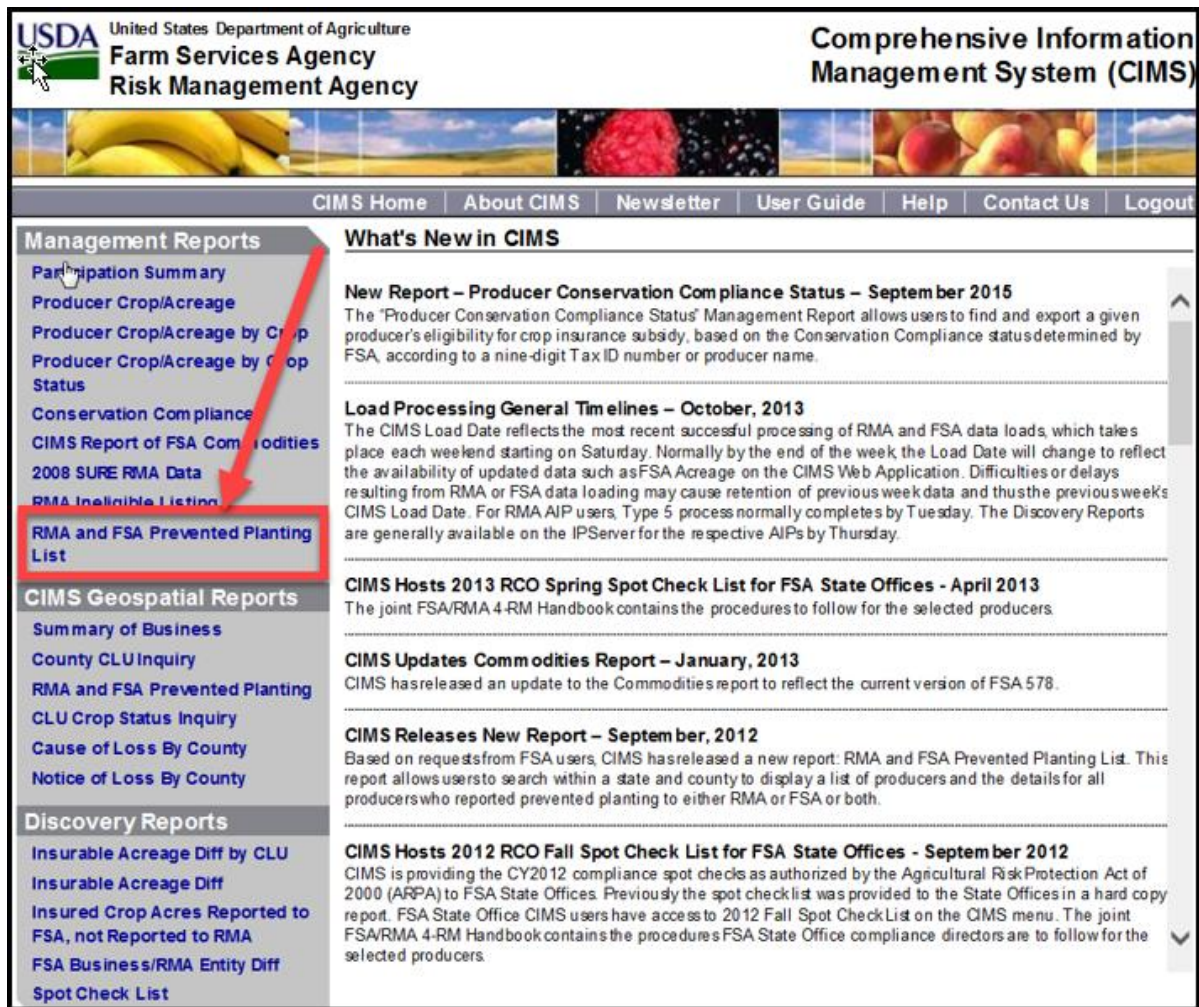 USDA
United States Department of Agriculture
Farm Services Agency
Risk Management Agency
Comprehensive Information
Management System (CIMS)
CIMS Home | About CIMS | Newsletter | User Guide | Help | Contact Us | Logout
Management Reports
Participation Summary
Producer Crop/Acreage
Producer Crop/Acreage by Crop
Producer Crop/Acreage by Crop
Status
Conservation Compliance
CIMS Report of FSA Commodities
2008 SURE RMA Data
RMA Ineligible Listing
RMA and FSA Prevented Planting
List
CIMS Geospatial Reports
Summary of Business
County CLU Inquiry
RMA and FSA Prevented Planting
CLU Crop Status Inquiry
Cause of Loss By County
Notice of Loss By County
Discovery Reports
Insurable Acreage Diff by CLU
Insurable Acreage Diff
Insured Crop Acres Reported to
FSA, not Reported to RMA
FSA Business/RMA Entity Diff
Spot Check List
What's New in CIMS
New Report – Producer Conservation Compliance Status – September 2015
The "Producer Conservation Compliance Status" Management Report allows users to find and export a given
producer's eligibility for crop insurance subsidy, based on the Conservation Compliance status determined by
FSA, according to a nine-digit Tax ID number or producer name.
Load Processing General Timelines – October, 2013
The CIMS Load Date reflects the most recent successful processing of RMA and FSA data loads, which takes
place each weekend starting on Saturday. Normally by the end of the week, the Load Date will change to reflect
the availability of updated data such as FSA Acreage on the CIMS Web Application. Difficulties or delays
resulting from RMA or FSA data loading may cause retention of previous week data and thus the previous week's
CIMS Load Date. For RMA AIP users, Type 5 process normally completes by Tuesday. The Discovery Reports
are generally available on the IPServer for the respective AIPs by Thursday.
CIMS Hosts 2013 RCO Spring Spot Check List for FSA State Offices - April 2013
The joint FSA/RMA 4-RM Handbook contains the procedures to follow for the selected producers.
CIMS Updates Commodities Report – January, 2013
CIMS has released an update to the Commodities report to reflect the current version of FSA 578.
CIMS Releases New Report – September, 2012
Based on requests from FSA users, CIMS has released a new report: RMA and FSA Prevented Planting List. This
report allows users to search within a state and county to display a list of producers and the details for all
producers who reported prevented planting to either RMA or FSA or both.
CIMS Hosts 2012 RCO Fall Spot Check List for FSA State Offices - September 2012
CIMS is providing the CY2012 compliance spot checks as authorized by the Agricultural Risk Protection Act of
2000 (ARPA) to FSA State Offices. Previously the spot check list was provided to the State Offices in a hard copy
report. FSA State Office CIMS users have access to 2012 Fall Spot Check List on the CIMS menu. The joint
FSA/RMA 4-RM Handbook contains the procedures FSA State Office compliance directors are to follow for the
selected producers.